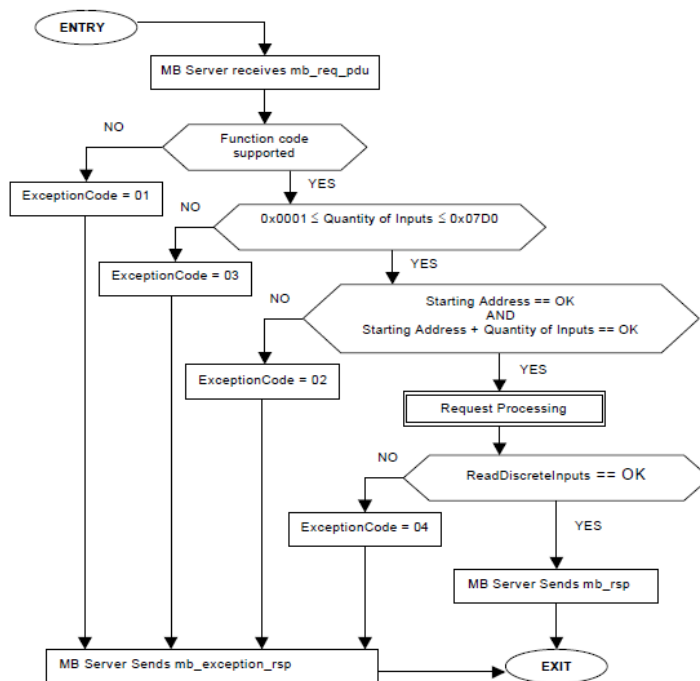 ENTRY
MB Server receives mb_req_pdu
NO
Function code
supported
YES
ExceptionCode = 01
NO
0x0001 ≤ Quantity of Inputs ≤ 0x07D0
YES
ExceptionCode = 03
NO
Starting Address == OK
AND
Starting Address + Quantity of Inputs == OK
YES
ExceptionCode = 02
Request Processing
NO
ReadDiscreteInputs == OK
YES
ExceptionCode = 04
MB Server Sends mb_rsp
MB Server Sends mb_exception_rsp
EXIT